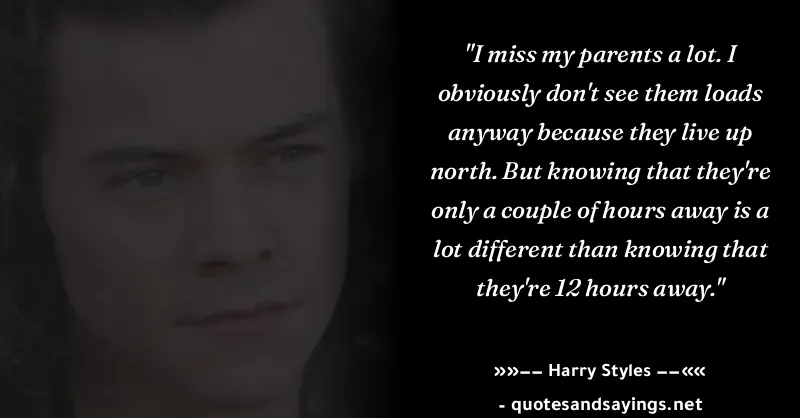 "I miss my parents a lot. I
obviously don't see them loads
anyway because they live up
north. But knowing that they're
only a couple of hours away is a
lot different than knowing that
they're 12 hours away."
»»−− Harry Styles −−««
- quotesandsayings.net